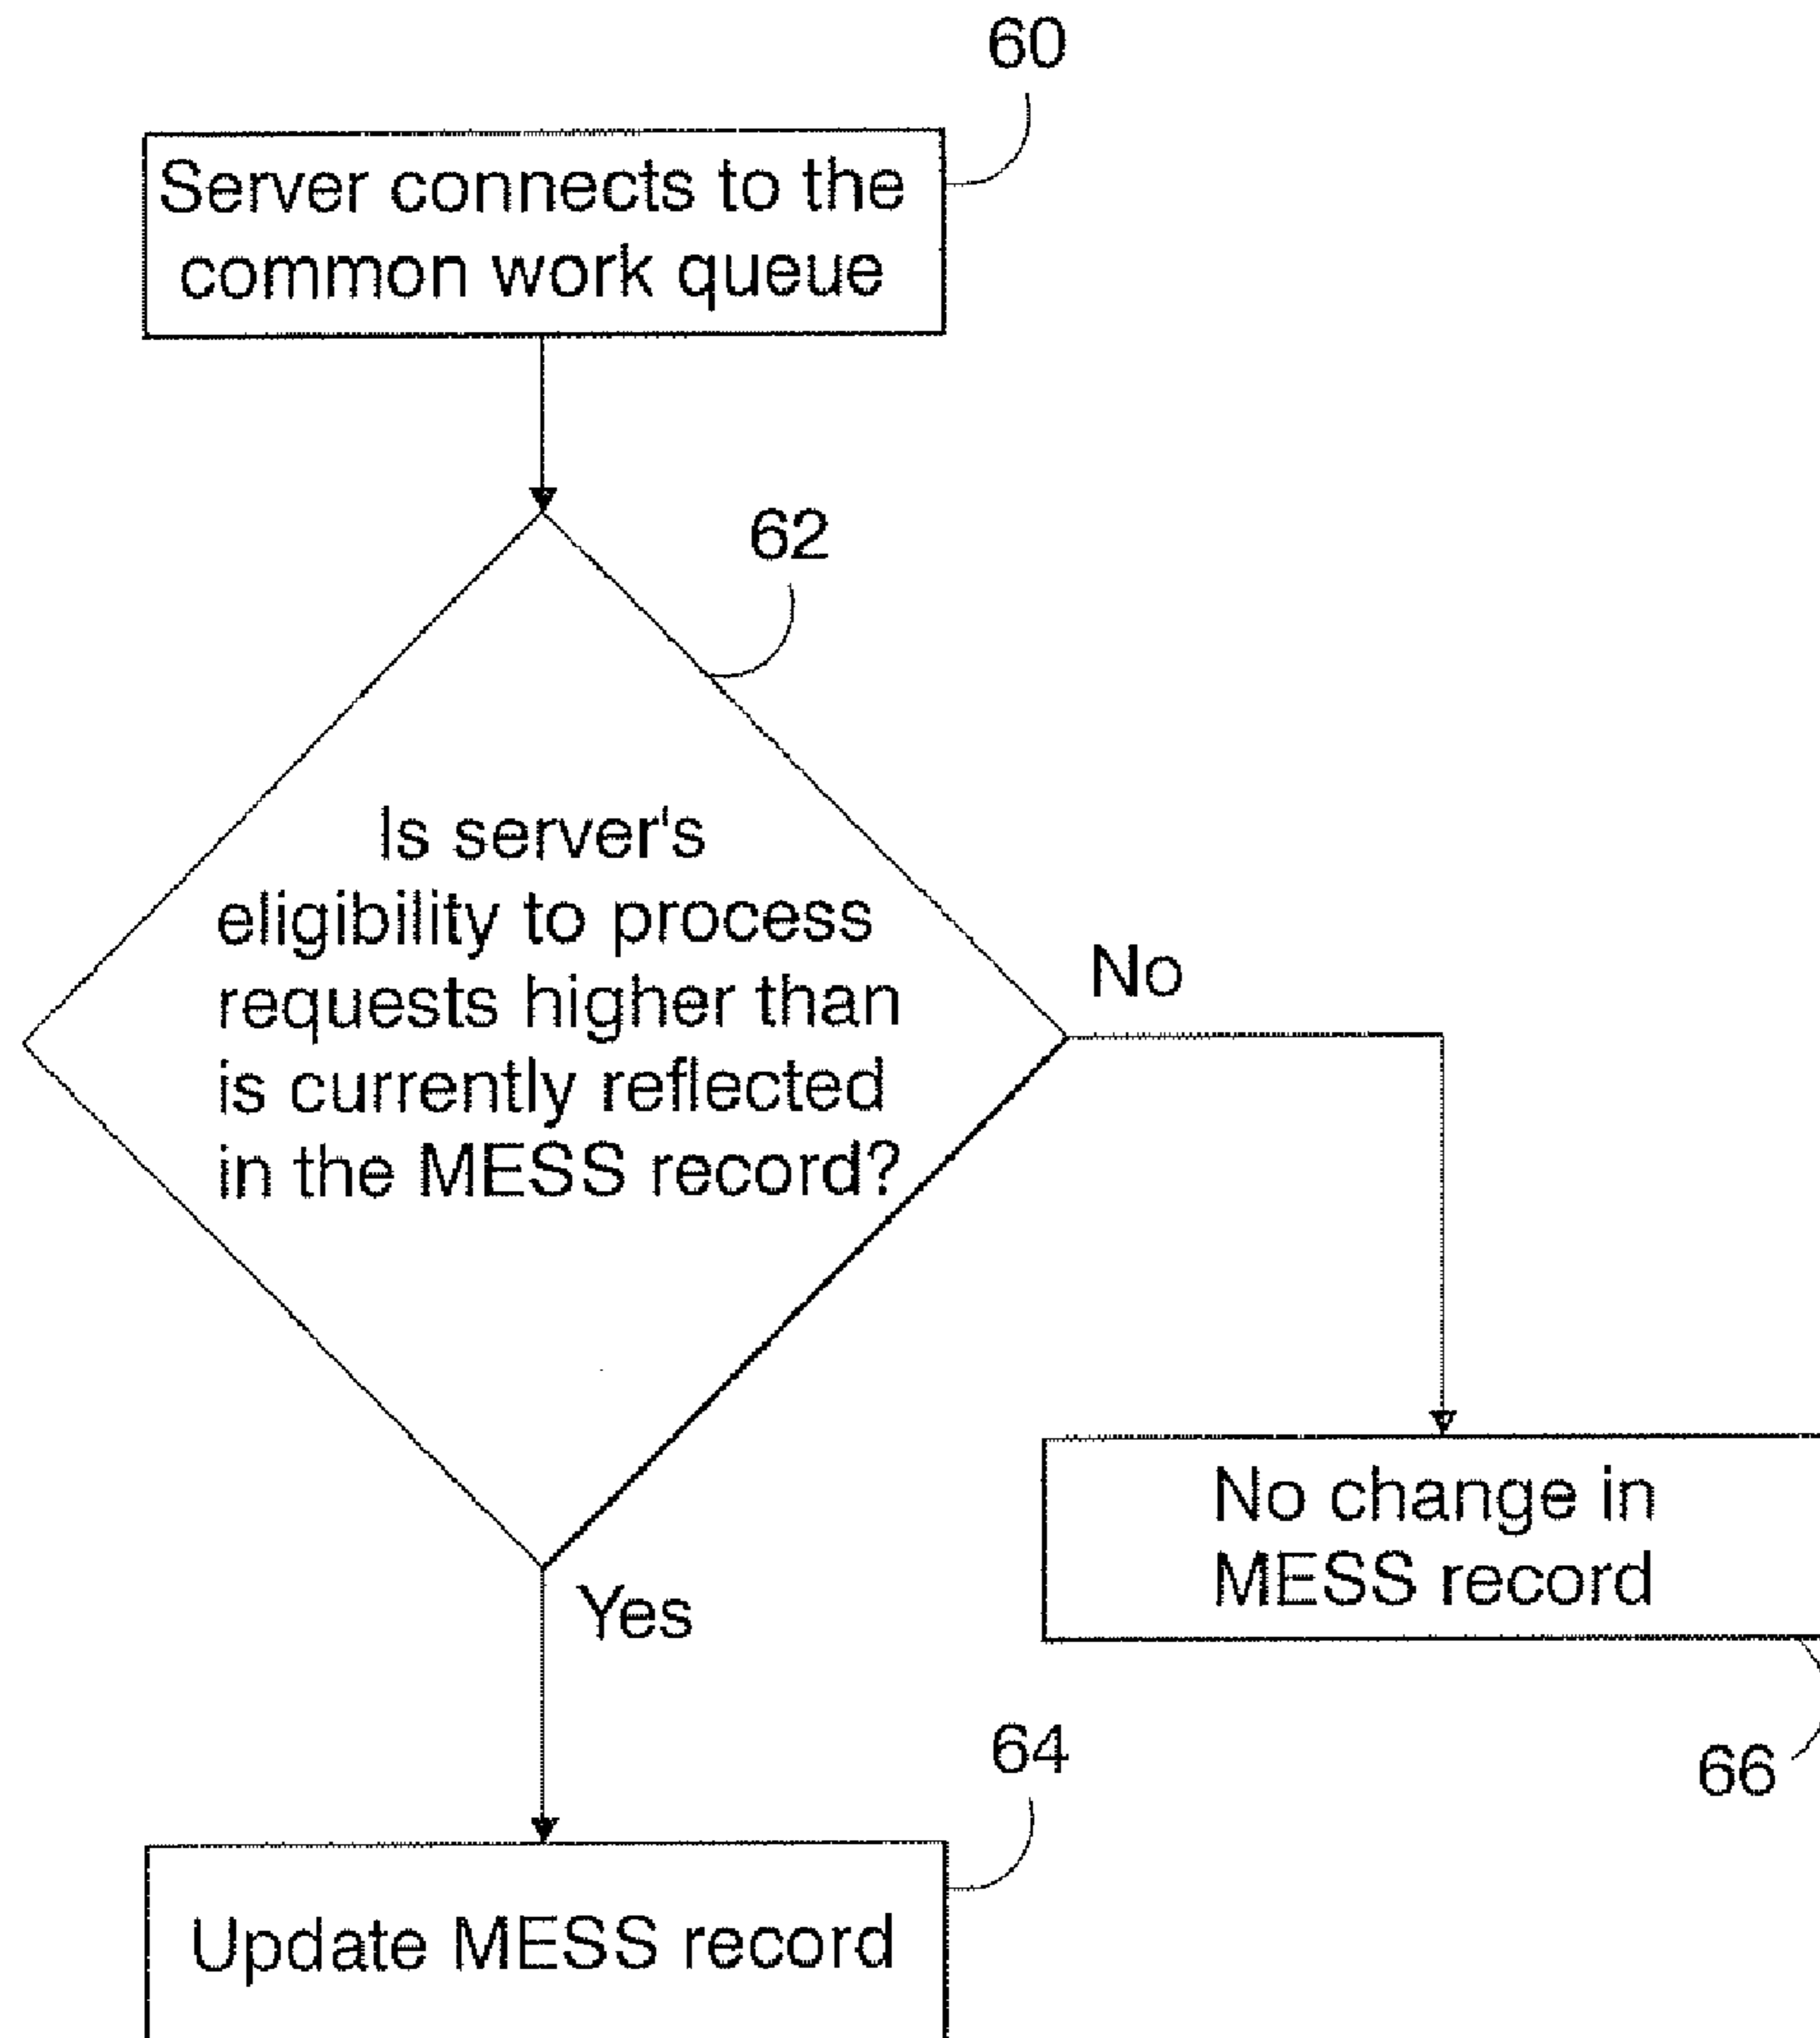 60
Server connects to the
common work queue
62
Is server's
eligibility to process
requests higher than
is currently reflected
in the MESS record?
No
Yes
No change in
MESS record
66
64
Update MESS record